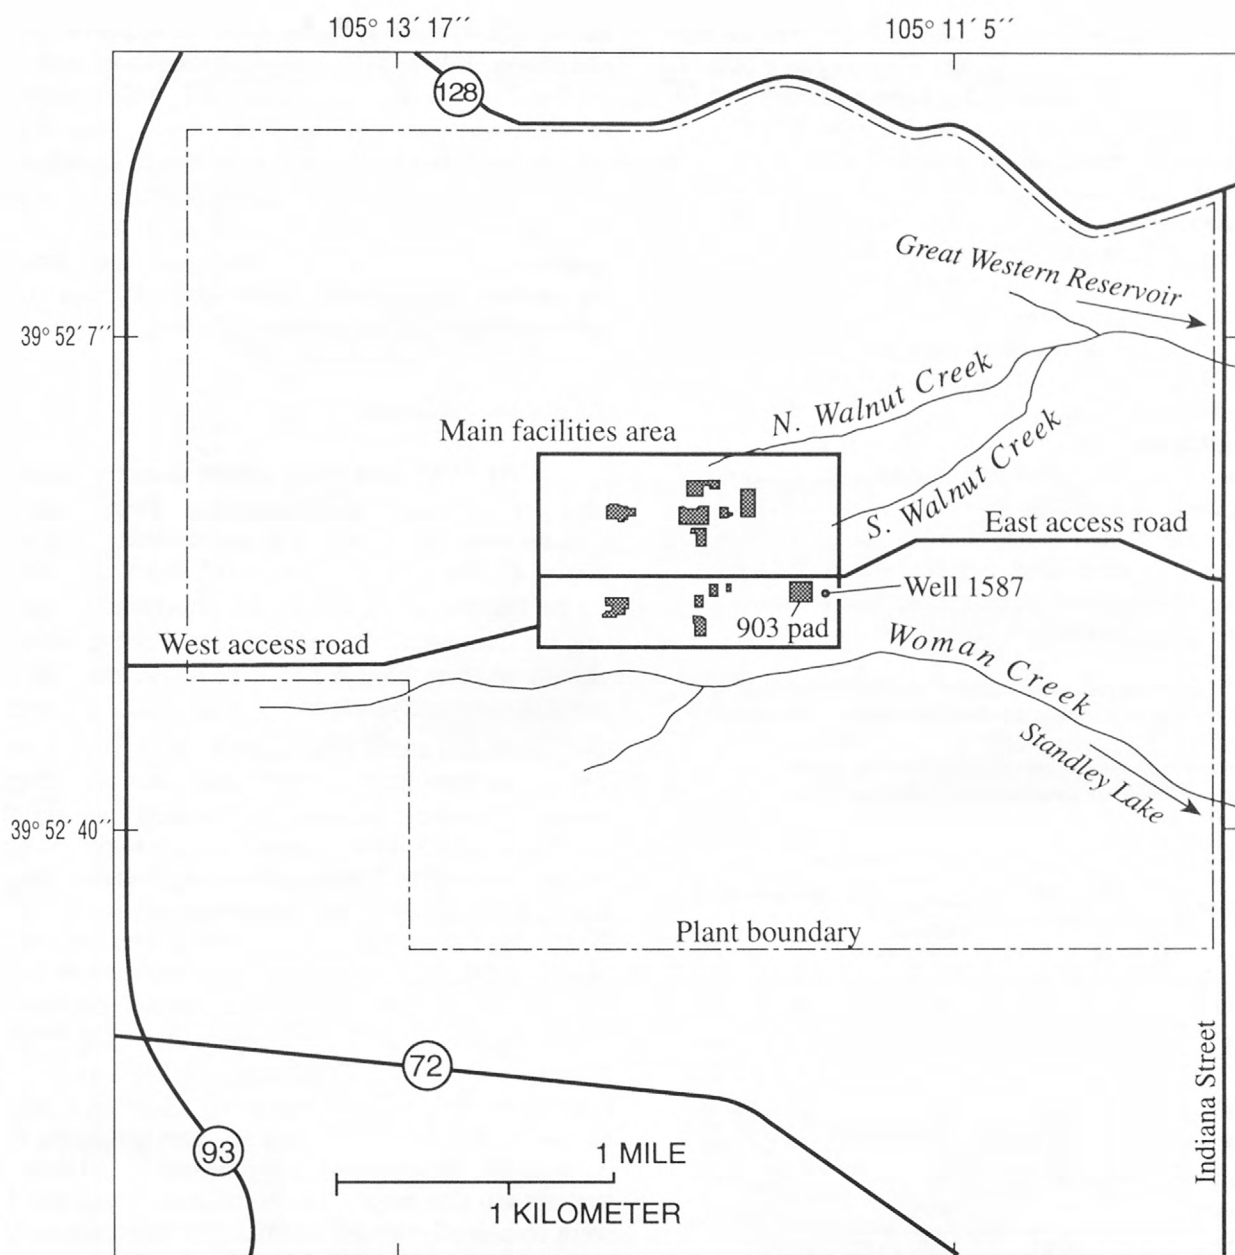 105° 13´ 17´´
105° 11´ 5´´
128
Great Western Reservoir
39° 52´ 7´´
N. Walnut Creek
Main facilities area
S. Walnut Creek
East access road
Well 1587
903 pad
West access road
Woman Creek
Standley Lake
39° 52´ 40´´
Plant boundary
72
Indiana Street
93
1 MILE
1 KILOMETER